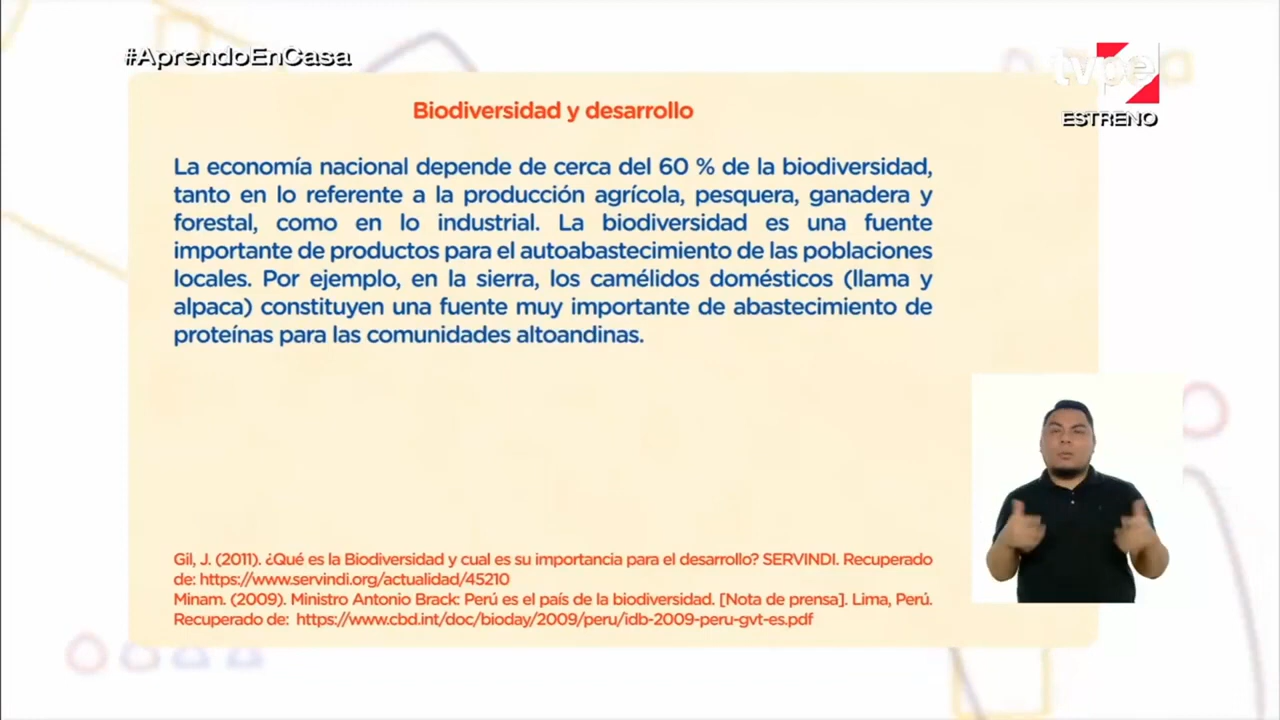 #AprendoEnCasa
tvpe
ESTRENO
Biodiversidad y desarrollo
La economía nacional depende de cerca del 60 % de la biodiversidad,
tanto en lo referente a la producción agrícola, pesquera, ganadera y
forestal, como en lo industrial. La biodiversidad es una fuente
importante de productos para el autoabastecimiento de las poblaciones
locales. Por ejemplo, en la sierra, los camélidos domésticos (llama y
alpaca) constituyen una fuente muy importante de abastecimiento de
proteínas para las comunidades altoandinas.
Gil, J. (2011). ¿Qué es la Biodiversidad y cual es su importancia para el desarrollo? SERVINDI. Recuperado
de: https://www.servindi.org/actualidad/45210
Minam. (2009). Ministro Antonio Brack: Perú es el país de la biodiversidad. [Nota de prensa]. Lima, Perú.
Recuperado de: https://www.cbd.int/doc/bioday/2009/peru/idb-2009-peru-gvt-es.pdf